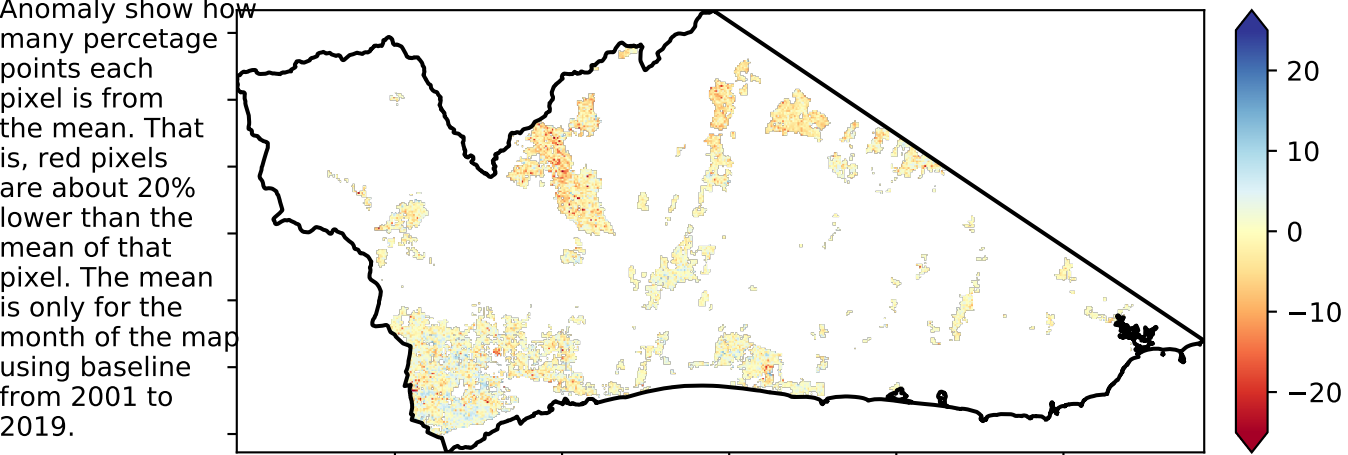 Anomaly show how
many percetage
points each
pixel is from
the mean. That
is, red pixels
are about 20%
lower than the
mean of that
pixel. The mean
is only for the
month of the map
using baseline
from 2001 to
2019.
20
10
0
−10
−20